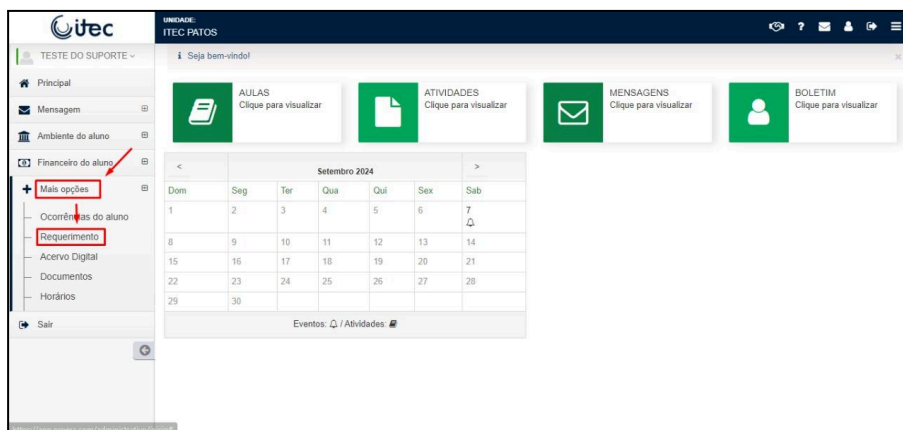 itec
UNIDADE:
ITEC PATOS
?
TESTE DO SUPORTE
i Seja bem-vindo!
×
Principal
Mensagem
Ambiente do aluno
Financeiro do aluno
Mais opções
Ocorrências do aluno
Requerimento
Acervo Digital
Documentos
Horários
Sair
AULAS
Clique para visualizar
ATIVIDADES
Clique para visualizar
MENSAGENS
Clique para visualizar
BOLETIM
Clique para visualizar
< Setembro 2024 >
Dom Seg Ter Qua Qui Sex Sab
1 2 3 4 5 6 7
8 9 10 11 12 13 14
15 16 17 18 19 20 21
22 23 24 25 26 27 28
29 30
Eventos: / Atividades: